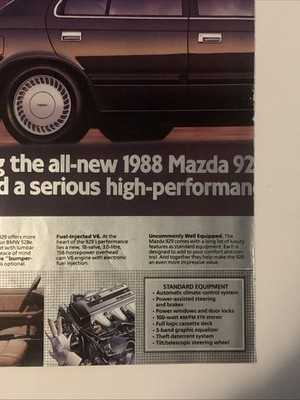 g the all-new 1988 Mazda 92
d a serious high-performan
929 offers more
or BMW 528e.
et with lumbar
peace of mind
e "bumper-
s optional.
Fuel-Injected V6. At the
heart of the 929's performance
lies a new, 18-valve, 3.0-litre,
158-horsepower overhead
cam V6 engine with electronic
fuel injection.
Uncommonly Well Equipped. The
Mazda 929 comes with a long list of luxury
features as standard equipment. Each is
designed to add to your comfort and con-
trol. And together they help make the 929
an even more impressive value.
STANDARD EQUIPMENT
• Automatic climate control system
• Power-assisted steering
and brakes
• Power windows and door locks
• 100-watt AM/FM ETR stereo
• Full logic cassette deck
• 5-band graphic equalizer
• Theft deterrent system
• Tilt/telescopic steering wheel